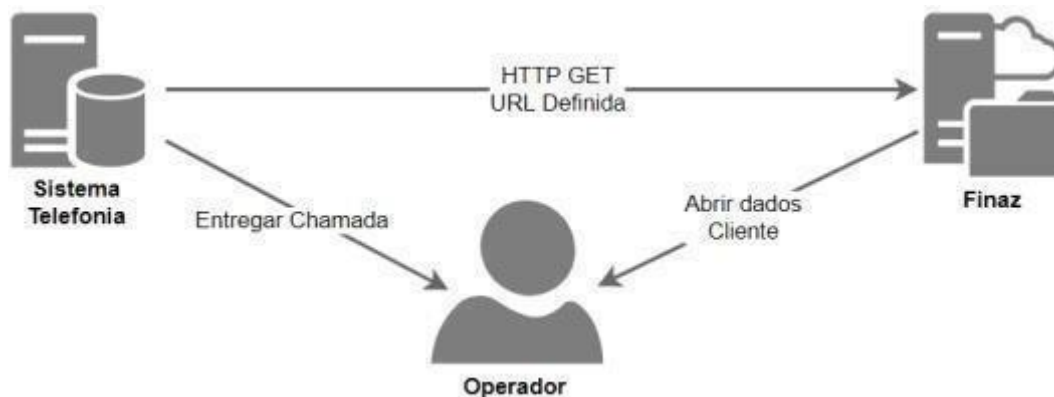 HTTP GET
URL Definida
Sistema
Telefonia
Finaz
Entregar Chamada
Abrir dados
Cliente
Operador